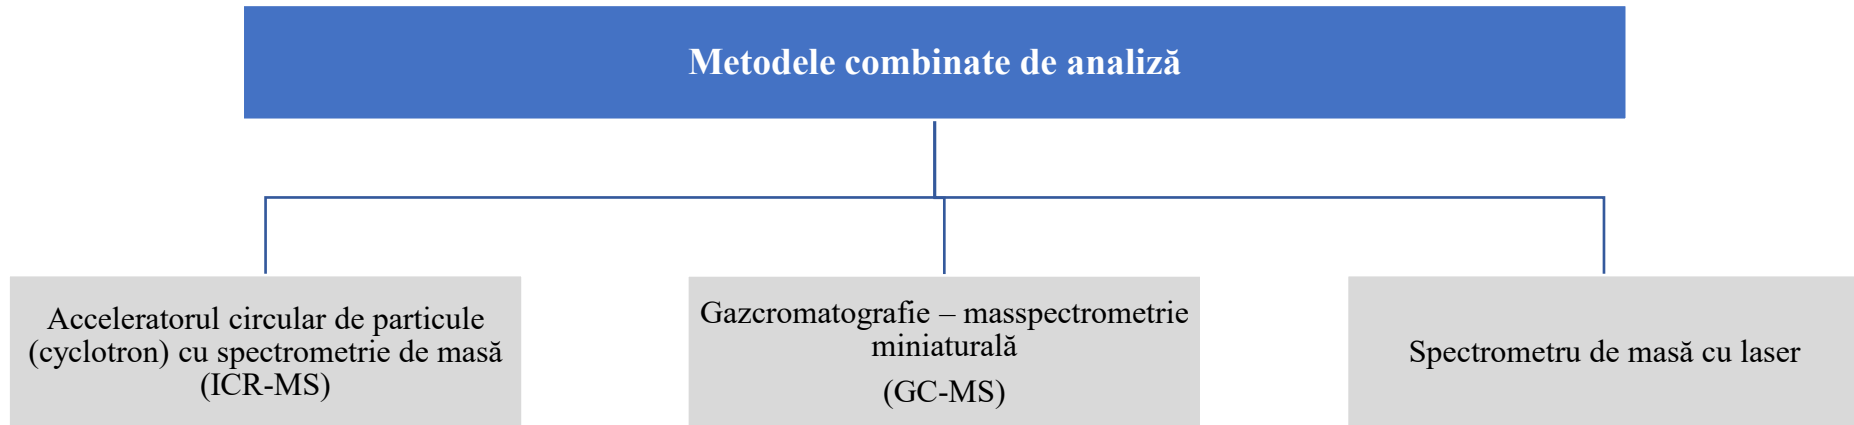 Metodele combinate de analiză
Acceleratorul circular de particule
(cyclotron) cu spectrometrie de masă
(ICR-MS)
Gazcromatografie – masspectrometrie
miniaturală
(GC-MS)
Spectrometru de masă cu laser